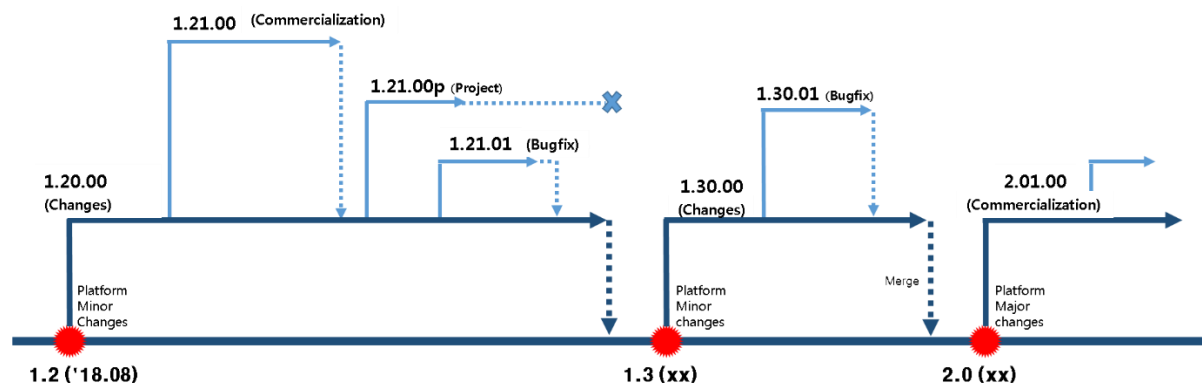 1.21.00 (Commercialization)
1.21.00p (Project)
1.30.01 (Bugfix)
1.21.01 (Bugfix)
1.20.00
(Changes)
1.30.00
(Changes)
2.01.00
(Commercialization)
Platform
Minor
Changes
Platform
Minor
changes
Merge
Platform
Major
changes
1.2 ('18.08)
1.3 (xx)
2.0 (xx)